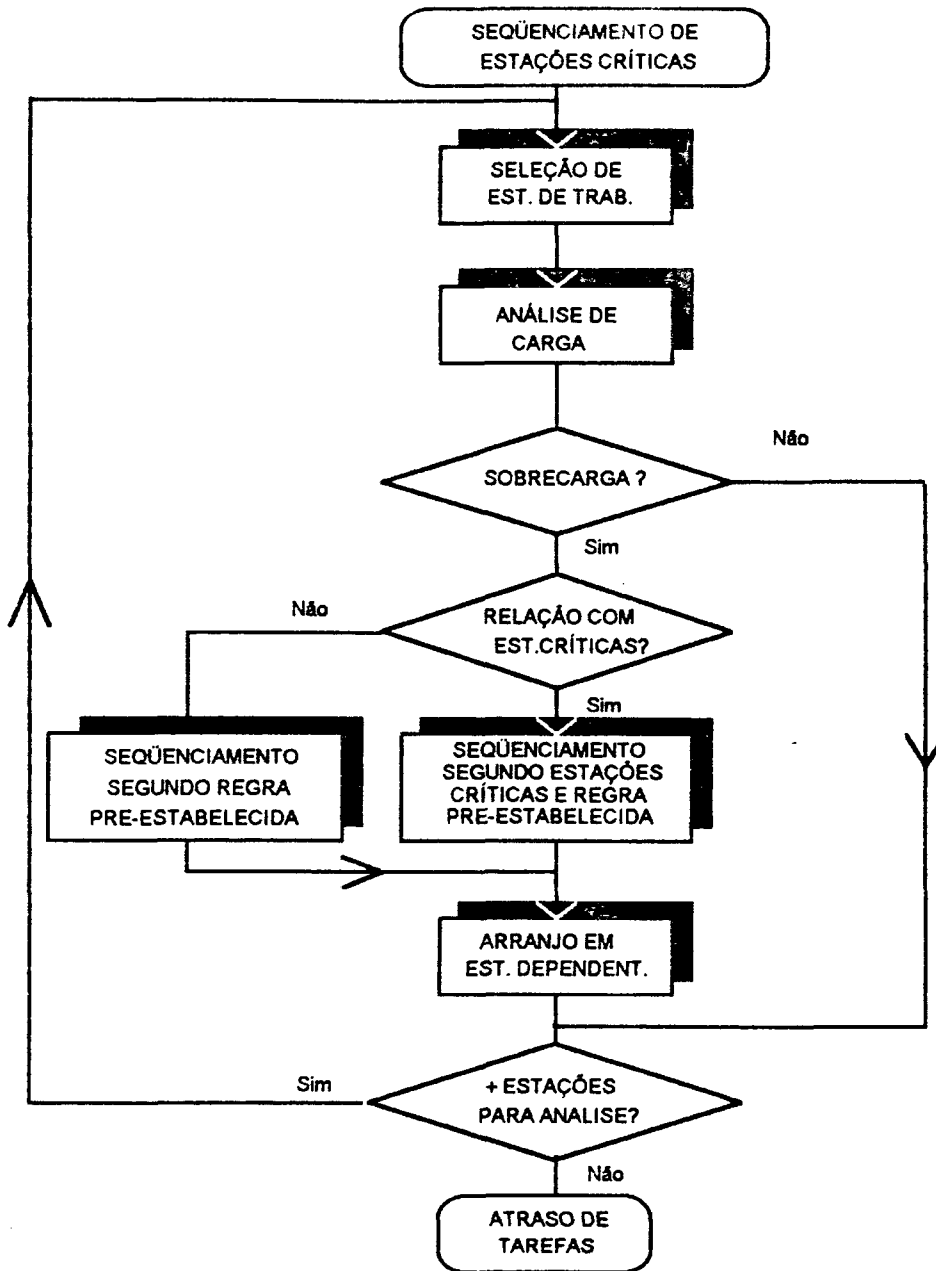 SEQÜENCIAMENTO DE
ESTAÇÕES CRÍTICAS
SELEÇÃO DE
EST. DE TRAB.
ANÁLISE DE
CARGA
Não
SOBRECARGA ?
Sim
Não
RELAÇÃO COM
EST.CRÍTICAS?
Sim
SEQÜENCIAMENTO
SEGUNDO REGRA
PRE-ESTABELECIDA
SEQÜENCIAMENTO
SEGUNDO ESTAÇÕES
CRÍTICAS E REGRA
PRE-ESTABELECIDA
ARRANJO EM
EST. DEPENDENT.
Sim
+ ESTAÇÕES
PARA ANALISE?
Não
ATRASO DE
TAREFAS